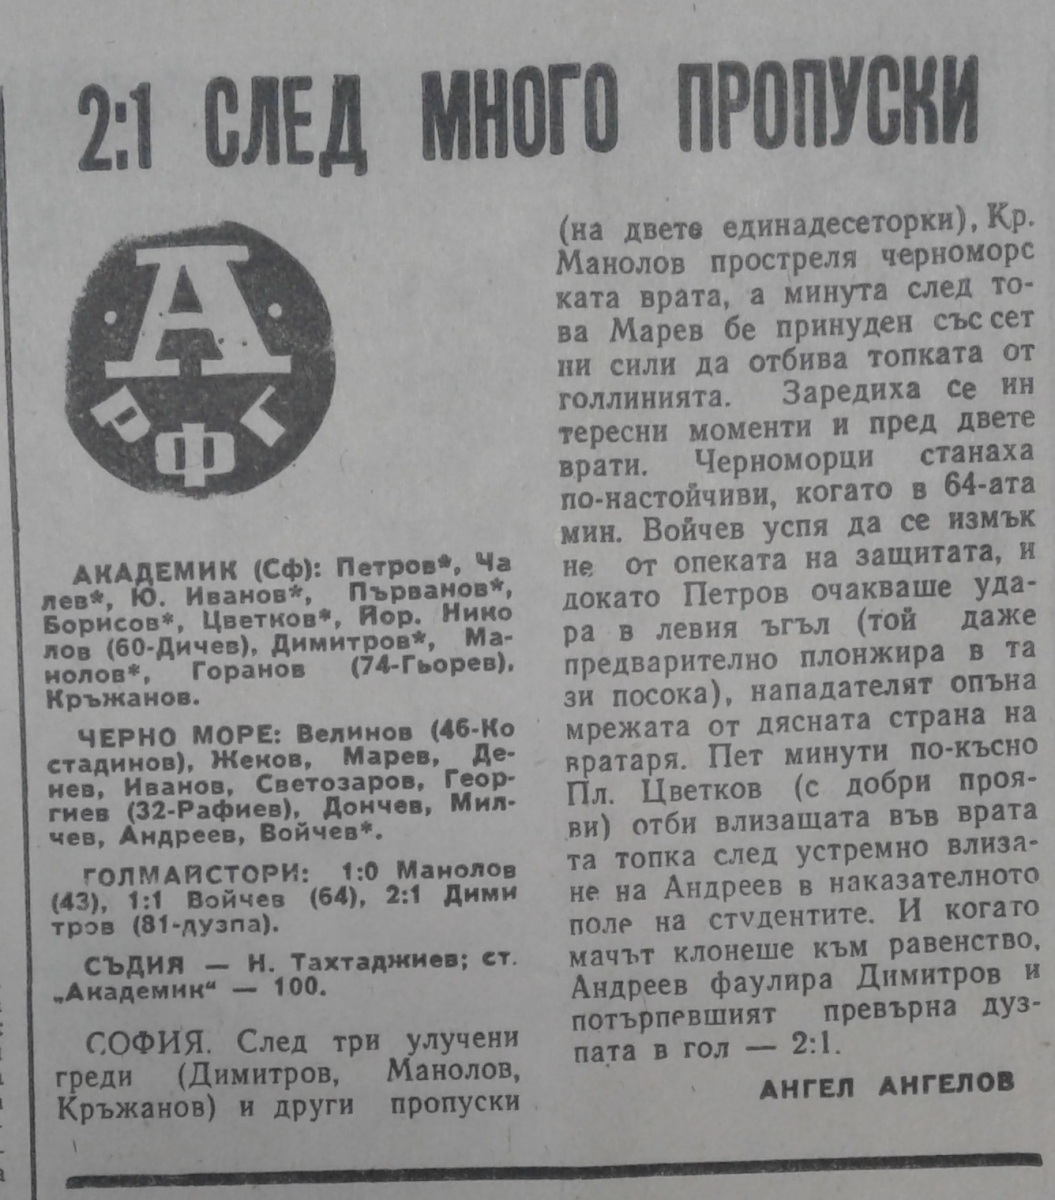 2:1 СЛЕД МНОГО ПРОПУСКИ
А
РФГ
АКАДЕМИК (Сф): Петров*, Ча
лев*, Ю. Иванов*, Първанов*,
Борисов*, Цветков*, Йор. Нико
лов (60-Дичев), Димитров*, Ма-
нолов*, Горанов (74-Гьорев),
Кръжанов.
ЧЕРНО МОРЕ: Велинов (46-Ко
стадинов), Жеков, Марев, Де-
нев, Иванов, Светозаров, Геор-
гиев (32-Рафиев), Дончев, Мил-
чев, Андреев, Войчев*.
ГОЛМАЙСТОРИ: 1:0 Манолов
(43), 1:1 Войчев (64), 2:1 Дими
тров (81-дузпа).
СЪДИЯ — Н. Тахтаджиев; ст.
„Академик“ — 100.
СОФИЯ. След три улучени
греди (Димитров, Манолов,
Кръжанов) и други пропуски
(на двете единадесеторки), Кр.
Манолов простреля черноморс
ката врата, а минута след то-
ва Марев бе принуден със сет
ни сили да отбива топката от
голлинията. Заредиха се ин
тересни моменти и пред двете
врати. Черноморци станаха
по-настойчиви, когато в 64-ата
мин. Войчев успя да се измък
не от опеката на защитата, и
докато Петров очакваше уда-
ра в левия ъгъл (той даже
предварително плонжира в та
зи посока), нападателят опъна
мрежата от дясната страна на
вратаря. Пет минути по-късно
Пл. Цветков (с добри проя-
ви) отби влизащата във врата
та топка след устремно влиза-
не на Андреев в наказателното
поле на студентите. И когато
мачът клонеше към равенство,
Андреев фаулира Димитров и
потърпевшият превърна дуз-
пата в гол — 2:1.
АНГЕЛ АНГЕЛОВ